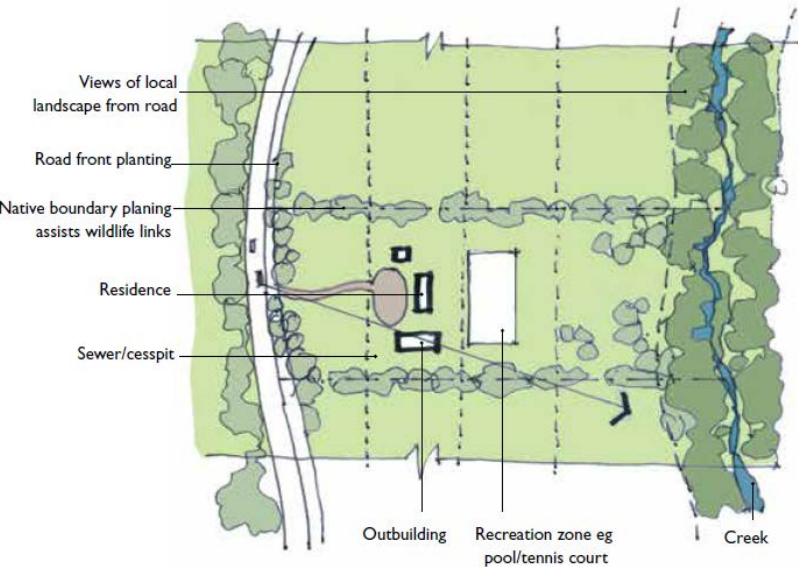 Views of local
landscape from road
Road front planting
Native boundary planing
assists wildlife links
Residence
Sewer/cesspit
Outbuilding
Recreation zone eg
pool/tennis court
Creek